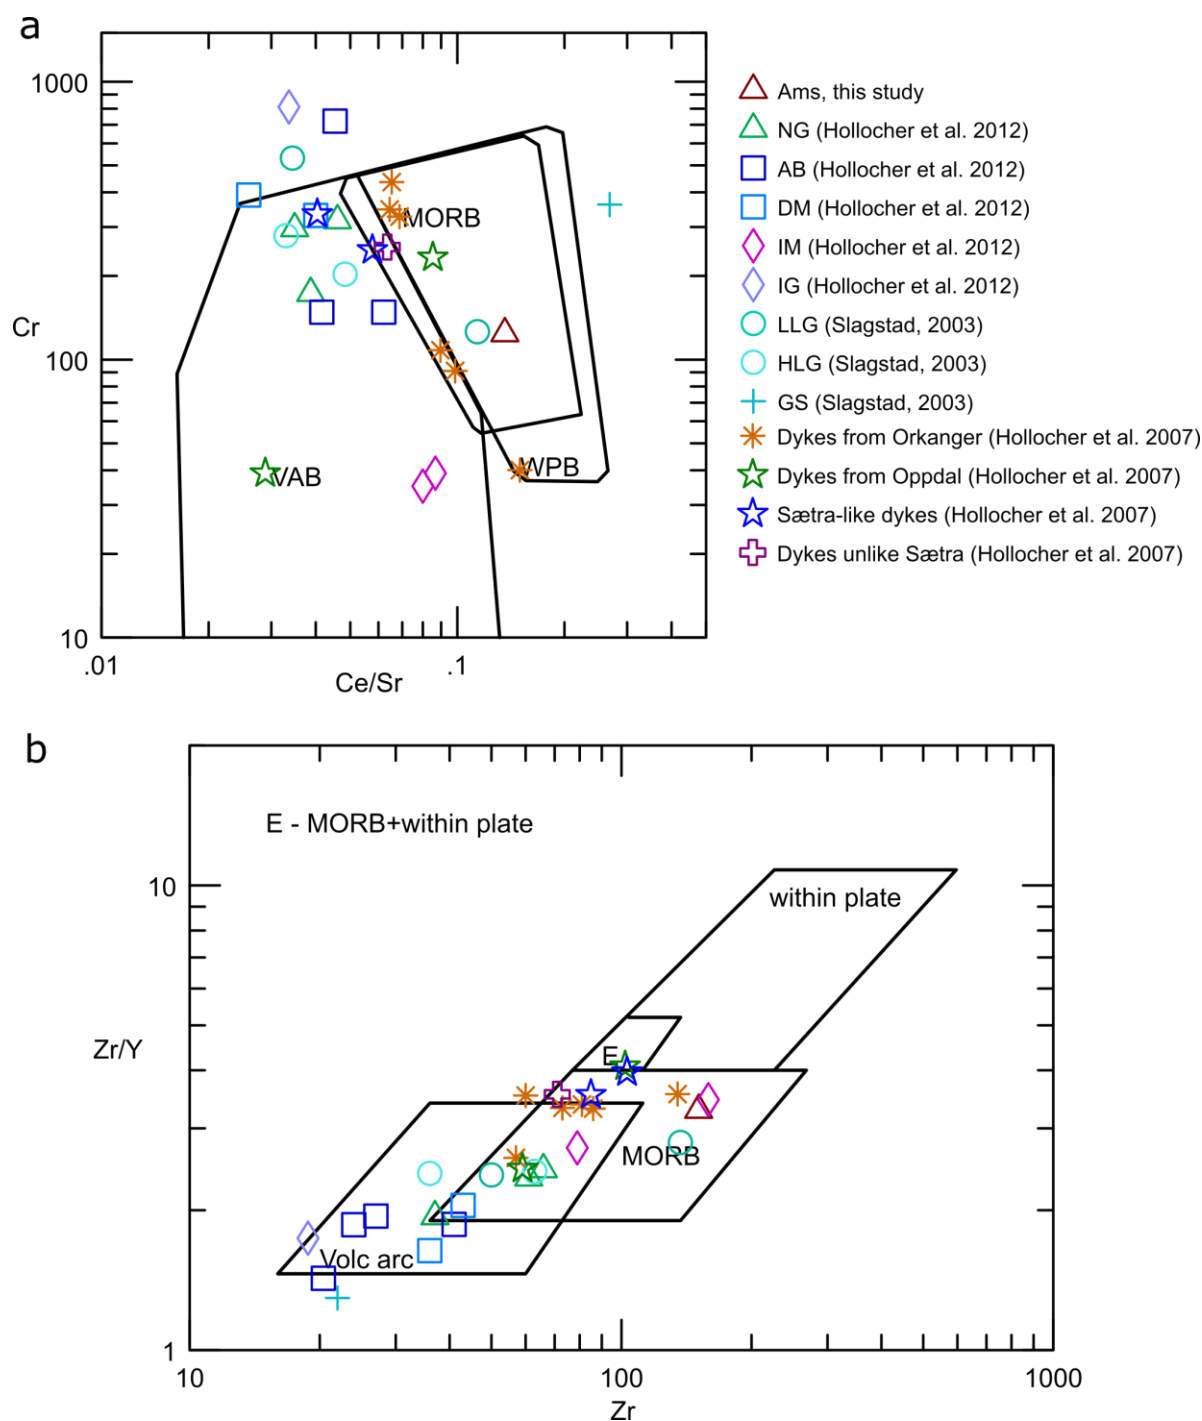 a
1000
100
10
Cr
.01
.1
Ce/Sr
MORB
WPB
VAB
Ams, this study
NG (Hollocher et al. 2012)
AB (Hollocher et al. 2012)
DM (Hollocher et al. 2012)
IM (Hollocher et al. 2012)
IG (Hollocher et al. 2012)
LLG (Slagstad, 2003)
HLG (Slagstad, 2003)
GS (Slagstad, 2003)
Dykes from Orkanger (Hollocher et al. 2007)
Dykes from Oppdal (Hollocher et al. 2007)
Sætra-like dykes (Hollocher et al. 2007)
Dykes unlike Sætra (Hollocher et al. 2007)
b
E - MORB+within plate
within plate
10
Zr/Y
E
MORB
Volc arc
1
10
100
1000
Zr